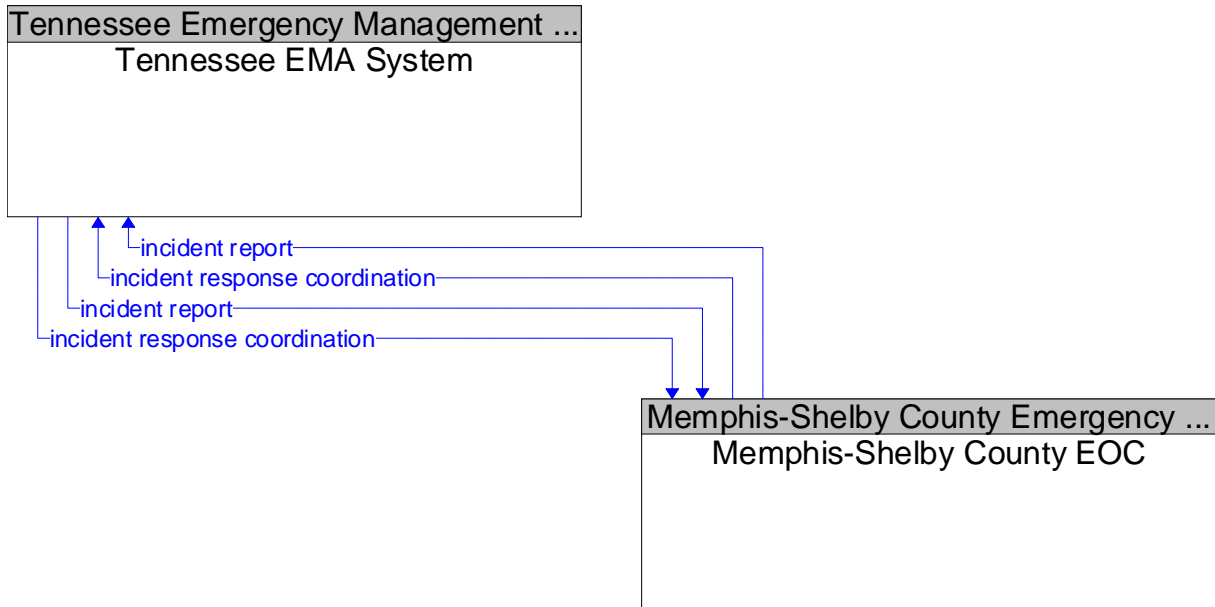 Tennessee Emergency Management ...
Tennessee EMA System
incident report
incident response coordination
incident report
incident response coordination
Memphis-Shelby County Emergency ...
Memphis-Shelby County EOC